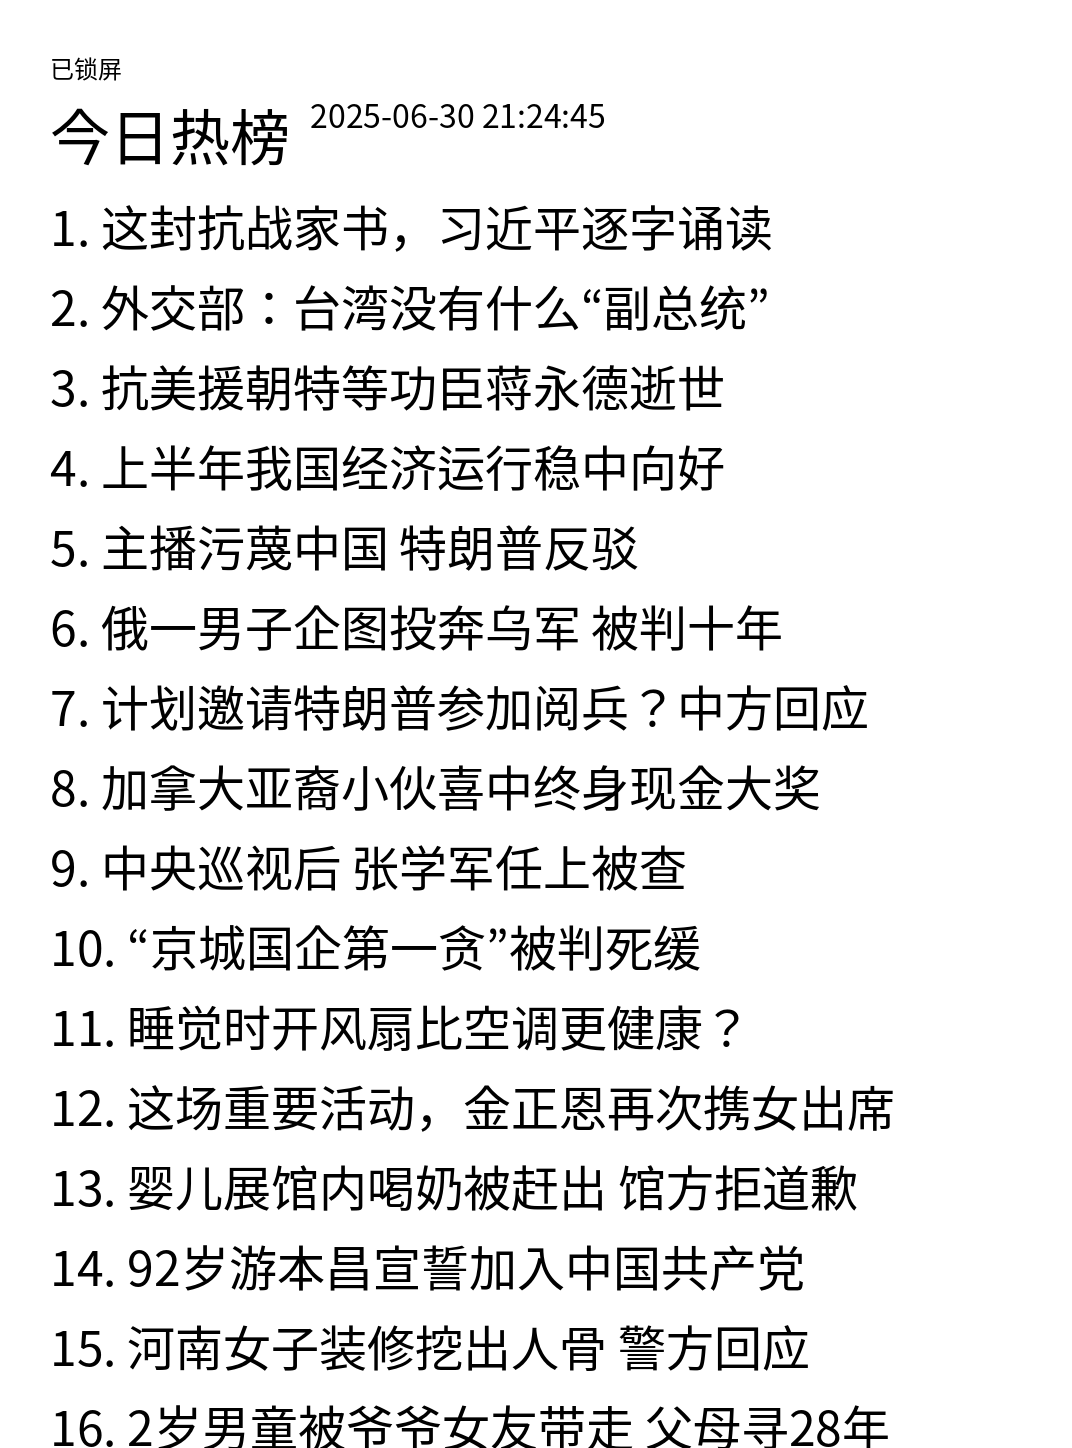 已锁屏
今日热榜 2025-06-30 21:24:45
1. 这封抗战家书，习近平逐字诵读
2. 外交部：台湾没有什么“副总统”
3. 抗美援朝特等功臣蒋永德逝世
4. 上半年我国经济运行稳中向好
5. 主播污蔑中国 特朗普反驳
6. 俄一男子企图投奔乌军 被判十年
7. 计划邀请特朗普参加阅兵？中方回应
8. 加拿大亚裔小伙喜中终身现金大奖
9. 中央巡视后 张学军任上被查
10. “京城国企第一贪”被判死缓
11. 睡觉时开风扇比空调更健康？
12. 这场重要活动，金正恩再次携女出席
13. 婴儿展馆内喝奶被赶出 馆方拒道歉
14. 92岁游本昌宣誓加入中国共产党
15. 河南女子装修挖出人骨 警方回应
16. 2岁男童被爷爷女友带走 父母寻28年